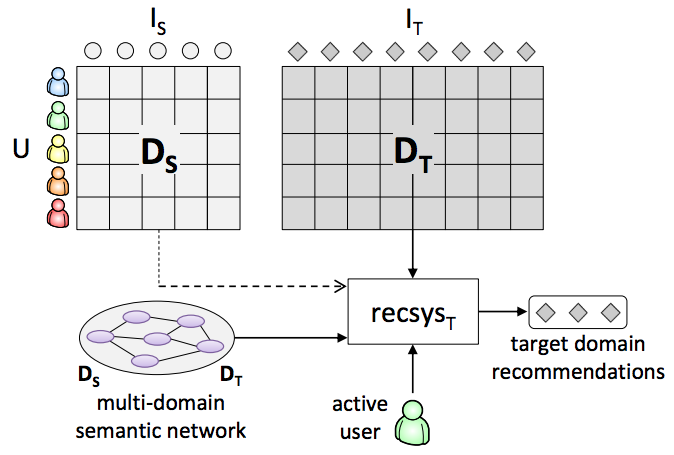 I_S I_T
U
D_S D_T
recsys_T
target domain
recommendations
D_S D_T
multi-domain
semantic network
active
user